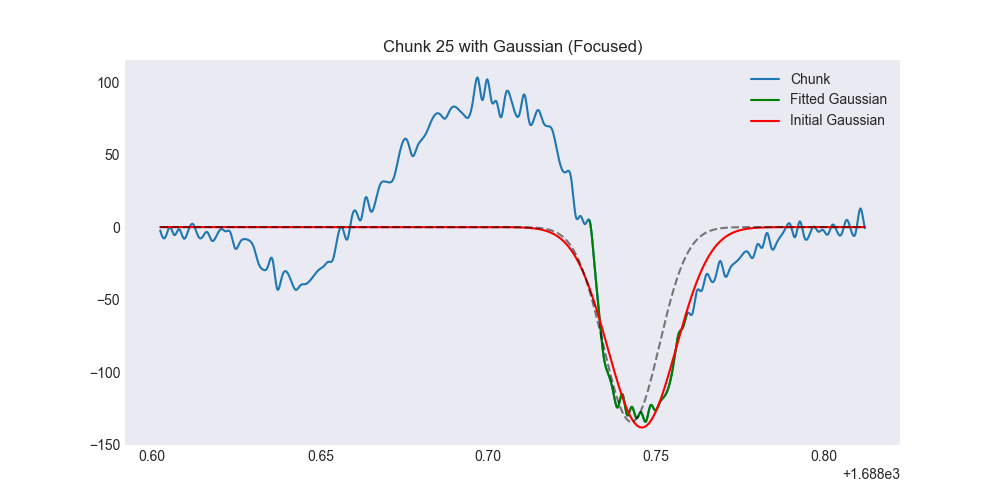 Chunk 25 with Gaussian (Focused)
Chunk
Fitted Gaussian
Initial Gaussian
100
50
0
−50
−100
−150
0.60 0.65 0.70 0.75 0.80
+1.688e3